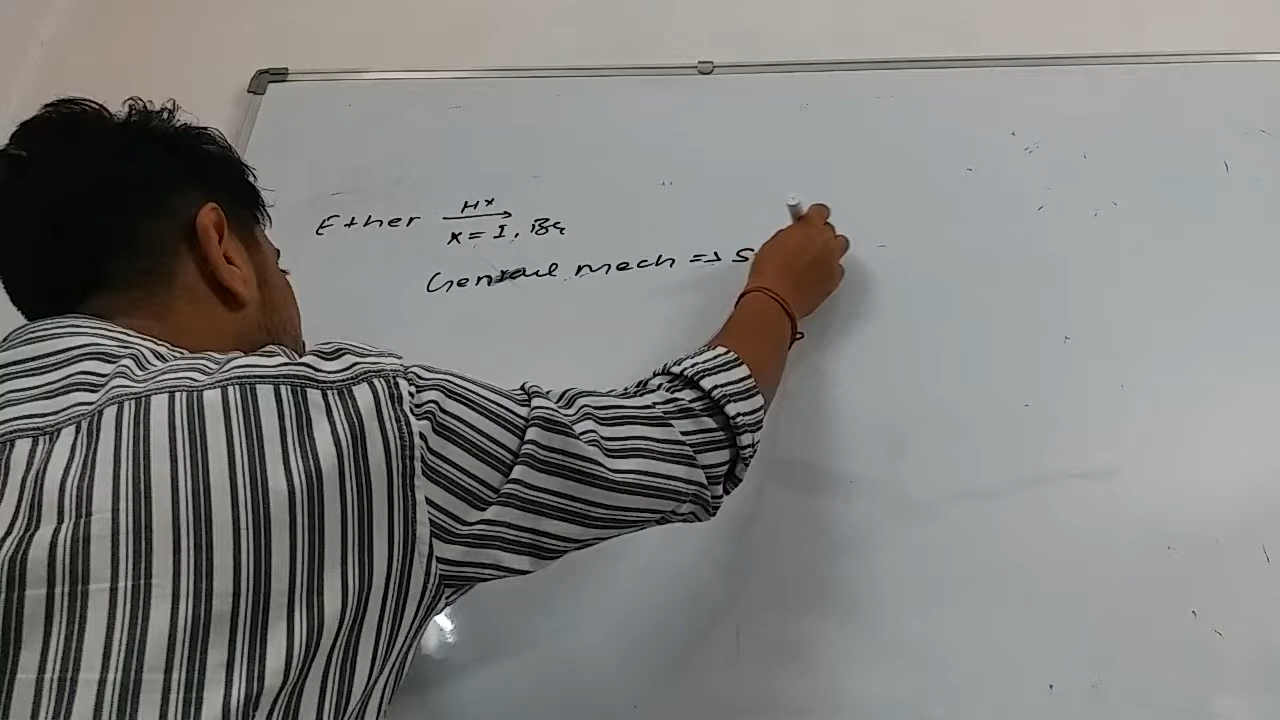 Ether HX
X = I, Br
General mech ⇒ S